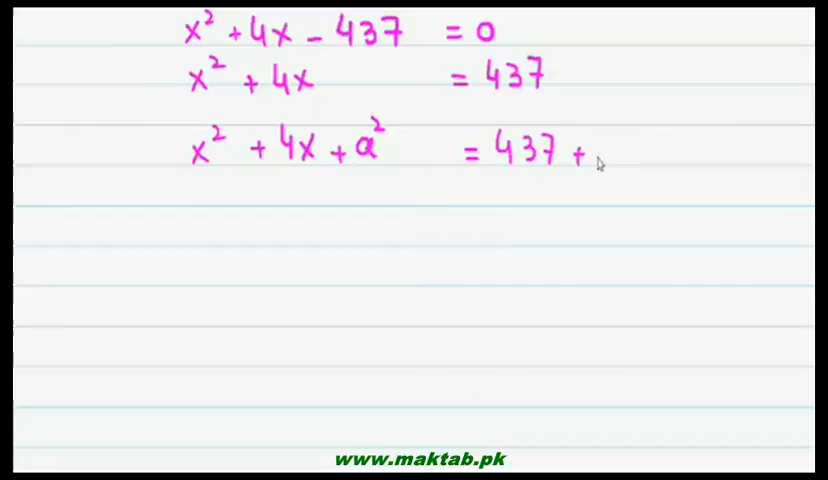 x² + 4x - 437 = 0
x² + 4x = 437
x² + 4x + a² = 437 +
www.maktab.pk